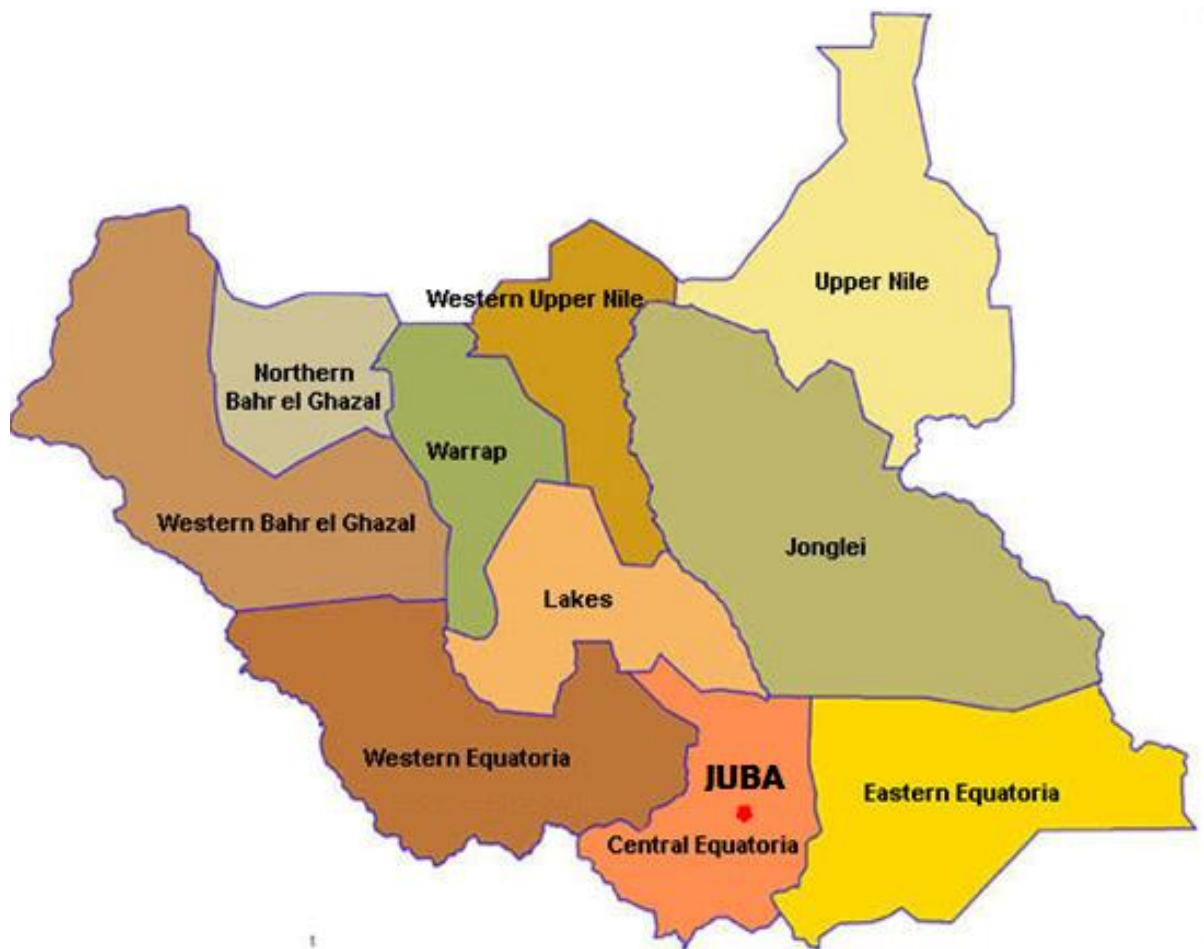 Upper Nile
Western Upper Nile
Northern
Bahr el Ghazal
Warrap
Western Bahr el Ghazal
Jonglei
Lakes
Western Equatoria
JUBA
Eastern Equatoria
Central Equatoria